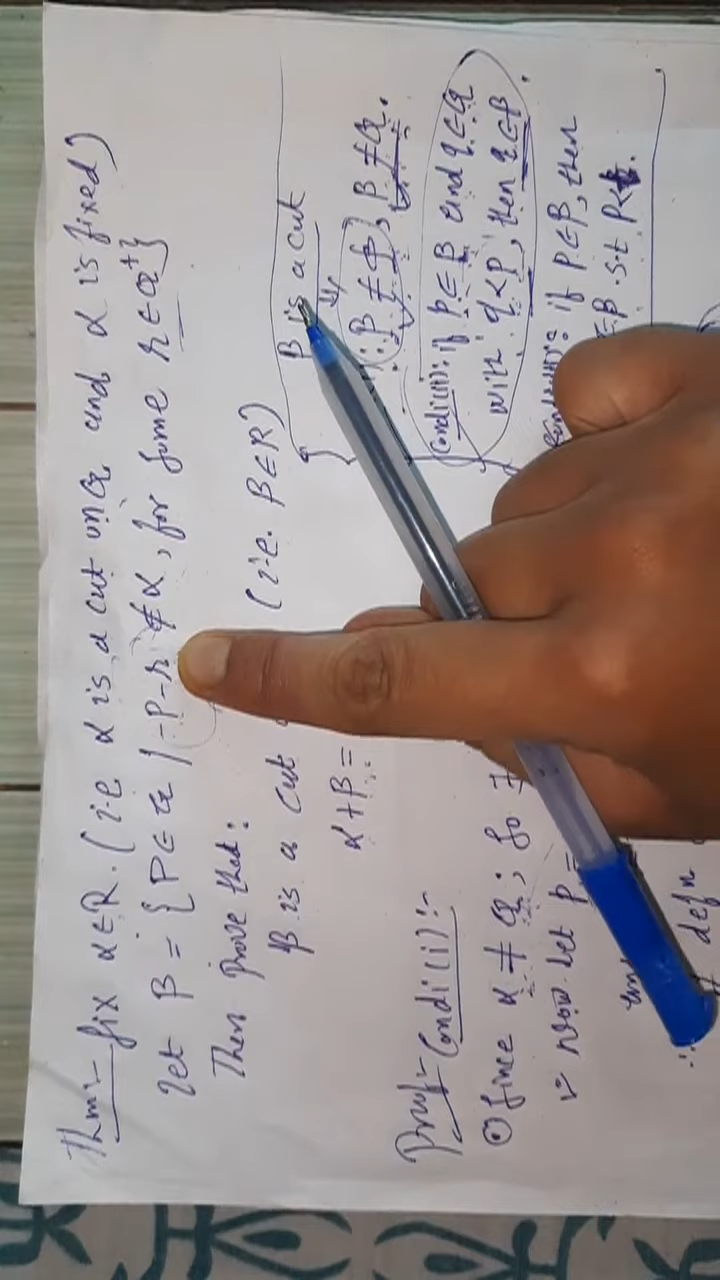 Thm:- fix α∈R. (i.e α is a cut on Q and α is fixed)
Let β = {P∈Q / -P-r ∉ α, for some r∈Q⁺}
Then prove that:
β is a cut (i.e. β∈R)
α+β =
β is a cut
⇓
: β ≠ ϕ, β ≠ Q.
Condi(ii): if p∈β and q∈Q
with q<p, then q∈β.
: if P∈β, then
∈β s.t P<
Proof:- Condi(i):-
⊙ Since α ≠ Q; So
Now let p =
defn